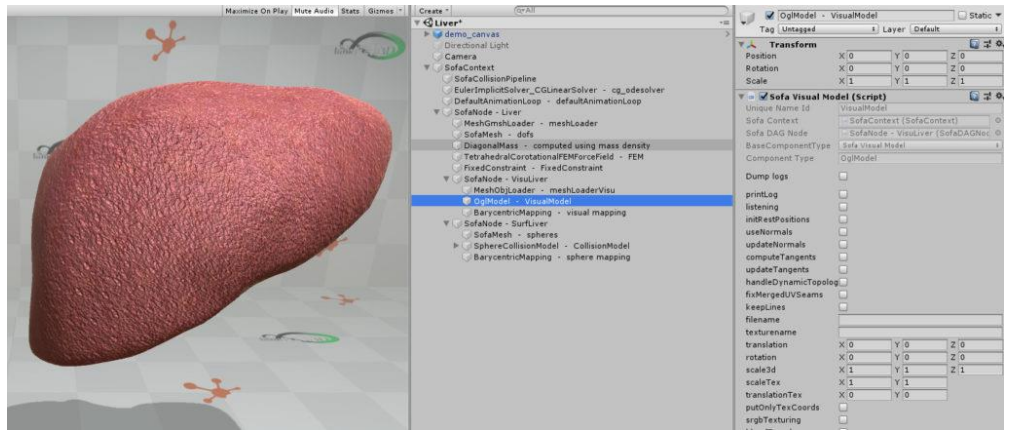 Maximize On Play Mute Audio Stats Gizmos
Create All
Liver*
demo_canvas
Directional Light
Camera
SofaContext
SofaCollisionPipeline
EulerImplicitSolver_CGLinearSolver - cg_odesolver
DefaultAnimationLoop - defaultAnimationLoop
SofaNode - Liver
MeshGmshLoader - meshLoader
SofaMesh - dofs
DiagonalMass - computed using mass density
TetrahedralCorotationalFEMForceField - FEM
FixedConstraint - FixedConstraint
SofaNode - VisuLiver
MeshObjLoader - meshLoaderVisu
OglModel - VisualModel
BarycentricMapping - visual mapping
SofaNode - SurfLiver
SofaMesh - spheres
SphereCollisionModel - CollisionModel
BarycentricMapping - sphere mapping
OglModel - VisualModel Static
Tag Untagged Layer Default
Transform
Position X 0 Y 0 Z 0
Rotation X 0 Y 0 Z 0
Scale X 1 Y 1 Z 1
Sofa Visual Model (Script)
Unique Name Id VisualModel
Sofa Context SofaContext (SofaContext)
Sofa DAG Node SofaNode - VisuLiver (SofaDAGNod
BaseComponentType Sofa Visual Model
Component Type OglModel
Dump logs
printLog
listening
initRestPositions
useNormals
updateNormals
computeTangents
updateTangents
handleDynamicTopolog
fixMergedUVSeams
keepLines
filename
texturename
translation X 0 Y 0 Z 0
rotation X 0 Y 0 Z 0
scale3d X 1 Y 1 Z 1
scaleTex X 1 Y 1
translationTex X 0 Y 0
putOnlyTexCoords
srgbTexturing